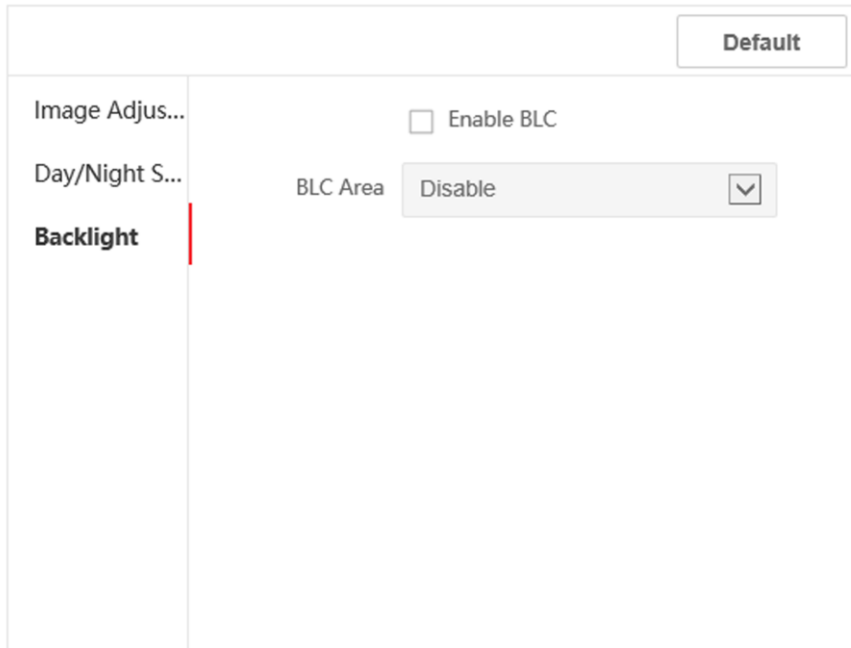 Default
Image Adjus...
Enable BLC
Day/Night S...
BLC Area
Disable
Backlight